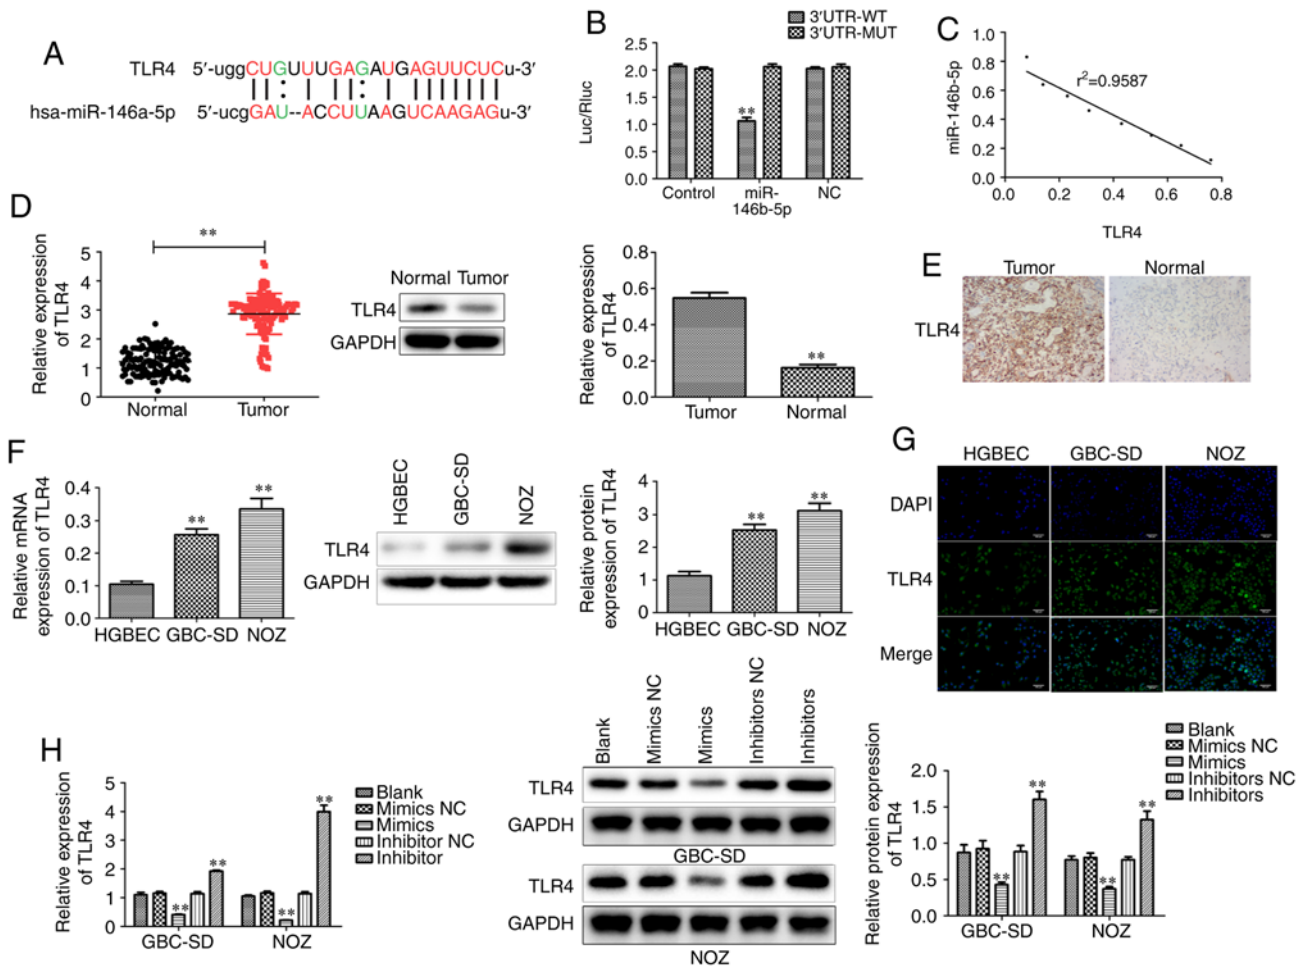 A
TLR4 5′-uggCUGUUUGAGAUGAGUUCUCu-3′
hsa-miR-146a-5p 5′-ucgGAU--ACCUUAAGUCAAGAGu-3′
B
3′UTR-WT
3′UTR-MUT
Luc/Rluc
2.5
2.0
1.5
1.0
0.5
0.0
**
Control miR-146b-5p NC
C
miR-146b-5p
1.0
0.8
0.6
0.4
0.2
0.0
r²=0.9587
0.0 0.2 0.4 0.6 0.8
TLR4
D
Relative expression
of TLR4
5
4
3
2
1
0
**
Normal Tumor
Normal Tumor
TLR4
GAPDH
Relative expression
of TLR4
0.8
0.6
0.4
0.2
0.0
**
Tumor Normal
E
Tumor Normal
TLR4
F
Relative mRNA
expression of TLR4
0.4
0.3
0.2
0.1
0.0
** **
HGBEC GBC-SD NOZ
HGBEC GBC-SD NOZ
TLR4
GAPDH
Relative protein
expression of TLR4
4
3
2
1
0
** **
HGBEC GBC-SD NOZ
G
HGBEC GBC-SD NOZ
DAPI
TLR4
Merge
H
Relative expression
of TLR4
5
4
3
2
1
0
** ** ** **
GBC-SD NOZ
Blank
Mimics NC
Mimics
Inhibitor NC
Inhibitor
Blank Mimics NC Mimics Inhibitors NC Inhibitors
TLR4
GAPDH
GBC-SD
TLR4
GAPDH
NOZ
Relative protein expression
of TLR4
2.0
1.5
1.0
0.5
0.0
** ** ** **
GBC-SD NOZ
Blank
Mimics NC
Mimics
Inhibitors NC
Inhibitors